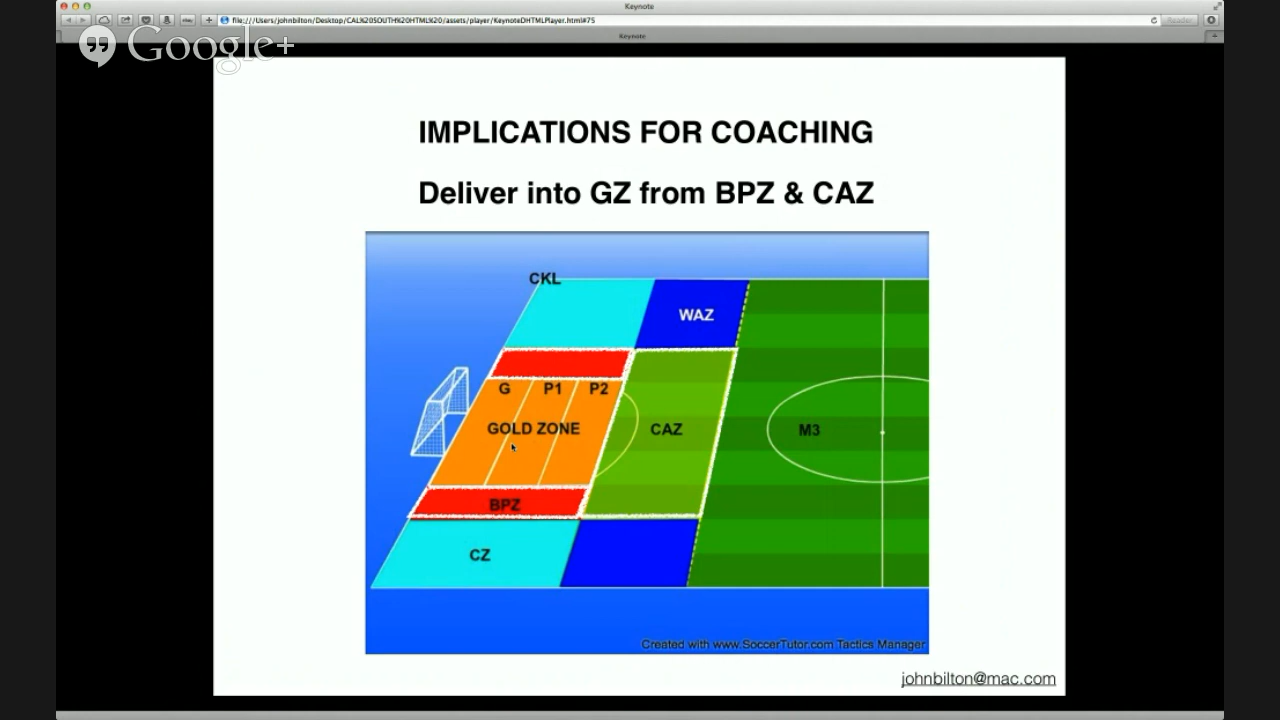 Keynote
file:///Users/johnbilton/Desktop/CAL%20SOUTH%20HTML%20/assets/player/KeynoteDHTMLPlayer.html#75
Reader
Keynote
Google+
IMPLICATIONS FOR COACHING
Deliver into GZ from BPZ & CAZ
CKL
WAZ
G P1 P2
GOLD ZONE
CAZ
M3
BPZ
CZ
Created with www.SoccerTutor.com Tactics Manager
johnbilton@mac.com